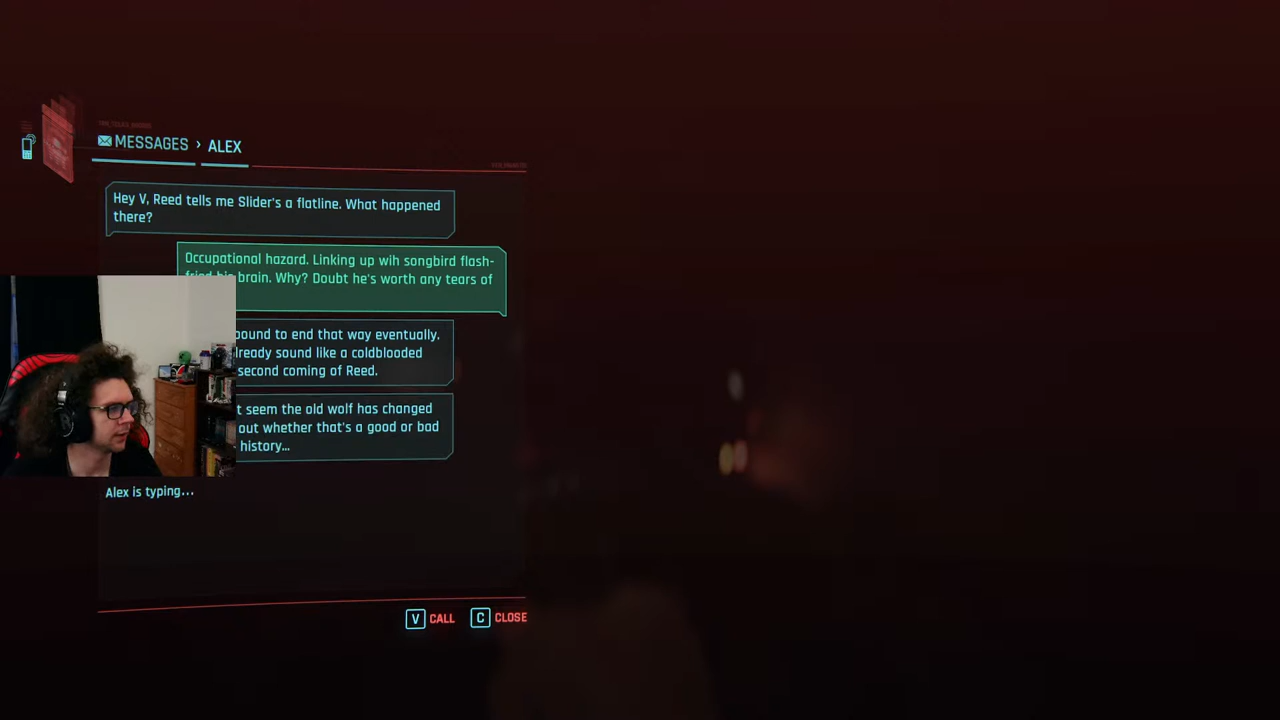 MESSAGES › ALEX
Hey V, Reed tells me Slider's a flatline. What happened
there?
Occupational hazard. Linking up wih songbird flash-
brain. Why? Doubt he's worth any tears of
bound to end that way eventually.
already sound like a coldblooded
second coming of Reed.
seem the old wolf has changed
out whether that's a good or bad
history...
Alex is typing...
V CALL C CLOSE